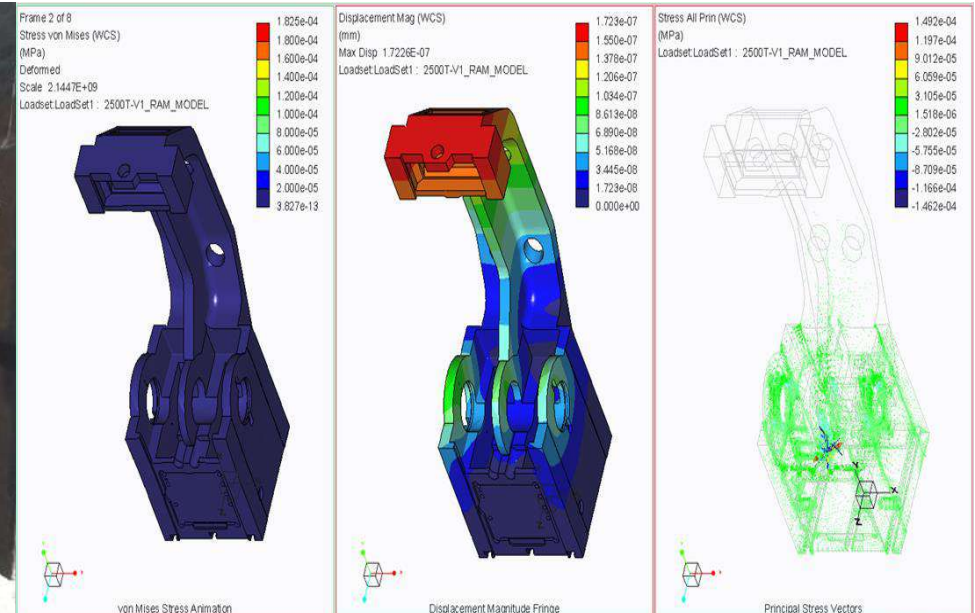 Frame 2 of 8
Stress von Mises (WCS)
(MPa)
Deformed
Scale 2.1447E+09
Loadset:LoadSet1 : 2500T-V1_RAM_MODEL
1.825e-04
1.800e-04
1.600e-04
1.400e-04
1.200e-04
1.000e-04
8.000e-05
6.000e-05
4.000e-05
2.000e-05
3.827e-13
von Mises Stress Animation
Displacement Mag (WCS)
(mm)
Max Disp 1.7226E-07
Loadset:LoadSet1 : 2500T-V1_RAM_MODEL
1.723e-07
1.550e-07
1.378e-07
1.206e-07
1.034e-07
8.613e-08
6.890e-08
5.168e-08
3.445e-08
1.723e-08
0.000e+00
Displacement Magnitude Fringe
Stress All Prin (WCS)
(MPa)
Loadset:LoadSet1 : 2500T-V1_RAM_MODEL
1.492e-04
1.197e-04
9.012e-05
6.059e-05
3.105e-05
1.518e-06
-2.802e-05
-5.755e-05
-8.709e-05
-1.166e-04
-1.462e-04
Y
X
Z
Principal Stress Vectors